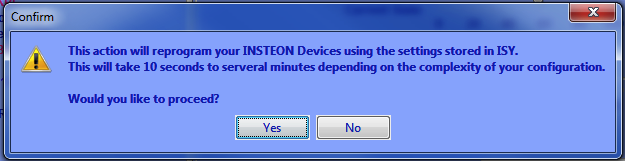 Confirm
This action will reprogram your INSTEON Devices using the settings stored in ISY.
This will take 10 seconds to serveral minutes depending on the complexity of your configuration.
Would you like to proceed?
Yes No